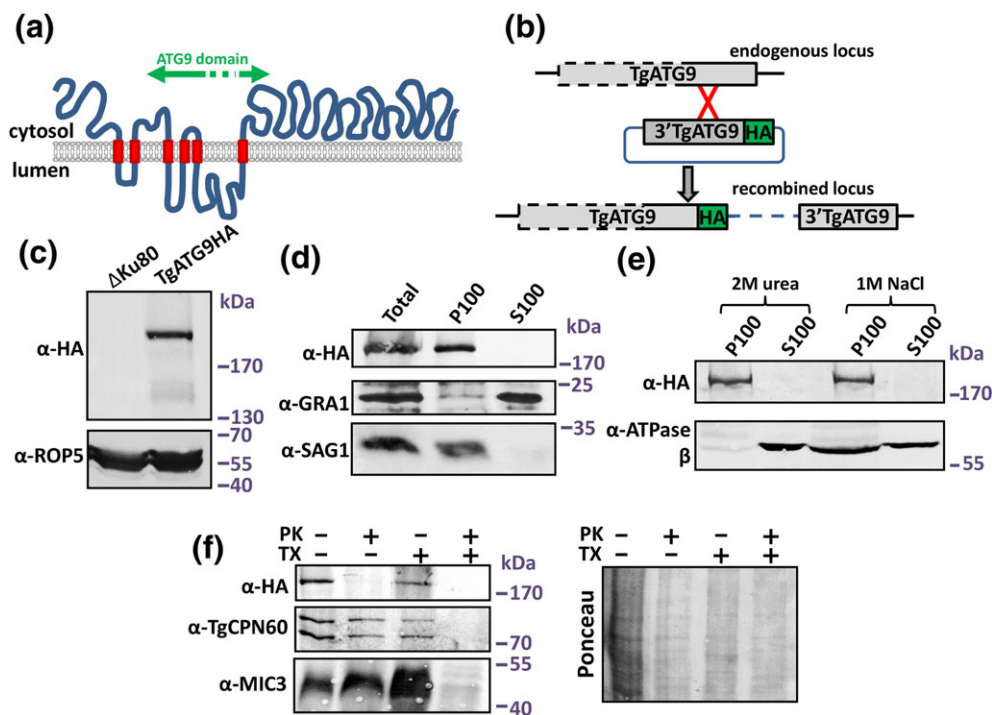 (a)
ATG9 domain
cytosol
lumen
(b)
endogenous locus
TgATG9
3'TgATG9 HA
recombined locus
TgATG9 HA 3'TgATG9
(c)
ΔKu80 TgATG9HA
kDa
α-HA
–170
–130
α-ROP5
–70
–55
–40
(d)
Total P100 S100
kDa
α-HA
–170
α-GRA1
–25
α-SAG1
–35
(e)
2M urea 1M NaCl
P100 S100 P100 S100
kDa
α-HA
–170
α-ATPase
β
–55
(f)
PK – + – +
TX – – + +
kDa
α-HA
–170
α-TgCPN60
–70
α-MIC3
–55
–40
PK – + – +
TX – – + +
Ponceau